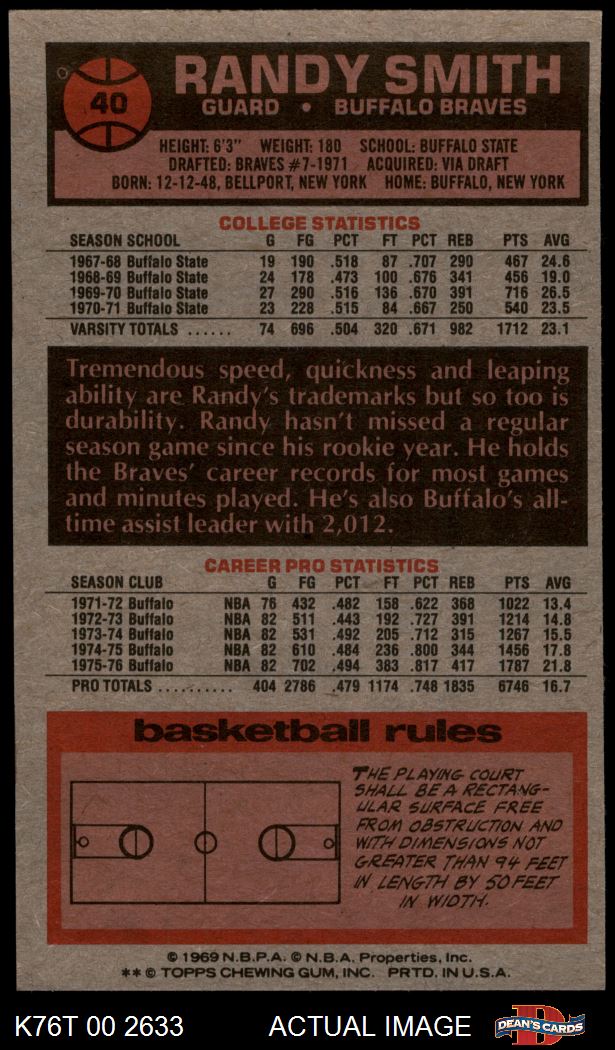 40
RANDY SMITH
GUARD • BUFFALO BRAVES
HEIGHT: 6'3" WEIGHT: 180 SCHOOL: BUFFALO STATE
DRAFTED: BRAVES #7-1971 ACQUIRED: VIA DRAFT
BORN: 12-12-48, BELLPORT, NEW YORK HOME: BUFFALO, NEW YORK
COLLEGE STATISTICS
SEASON SCHOOL G FG PCT FT PCT REB PTS AVG
1967-68 Buffalo State 19 190 .518 87 .707 290 467 24.6
1968-69 Buffalo State 24 178 .473 100 .676 341 456 19.0
1969-70 Buffalo State 27 290 .516 136 .670 391 716 26.5
1970-71 Buffalo State 23 228 .515 84 .667 250 540 23.5
VARSITY TOTALS ...... 74 696 .504 320 .671 982 1712 23.1
Tremendous speed, quickness and leaping
ability are Randy's trademarks but so too is
durability. Randy hasn't missed a regular
season game since his rookie year. He holds
the Braves' career records for most games
and minutes played. He's also Buffalo's all-
time assist leader with 2,012.
CAREER PRO STATISTICS
SEASON CLUB G FG PCT FT PCT REB PTS AVG
1971-72 Buffalo NBA 76 432 .482 158 .622 368 1022 13.4
1972-73 Buffalo NBA 82 511 .443 192 .727 391 1214 14.8
1973-74 Buffalo NBA 82 531 .492 205 .712 315 1267 15.5
1974-75 Buffalo NBA 82 610 .484 236 .800 344 1456 17.8
1975-76 Buffalo NBA 82 702 .494 383 .817 417 1787 21.8
PRO TOTALS .......... 404 2786 .479 1174 .748 1835 6746 16.7
basketball rules
THE PLAYING COURT
SHALL BE A RECTANG-
ULAR SURFACE FREE
FROM OBSTRUCTION AND
WITH DIMENSIONS NOT
GREATER THAN 94 FEET
IN LENGTH BY 50 FEET
IN WIDTH.
© 1969 N.B.P.A. © N.B.A. Properties, Inc.
** © TOPPS CHEWING GUM, INC. PRTD. IN U.S.A.
K76T 00 2633 ACTUAL IMAGE
D
DEAN'S CARDS